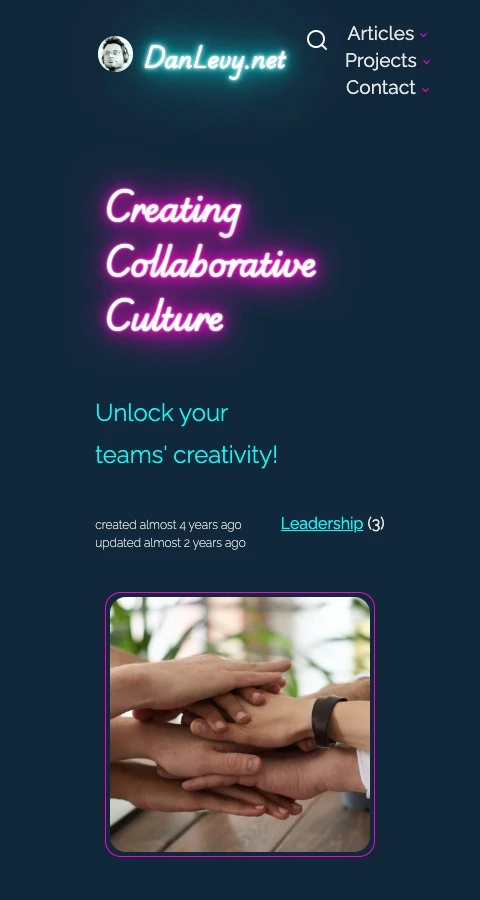 DanLevy.net
Articles
Projects
Contact
Creating
Collaborative
Culture
Unlock your
teams' creativity!
created almost 4 years ago
updated almost 2 years ago
Leadership (3)